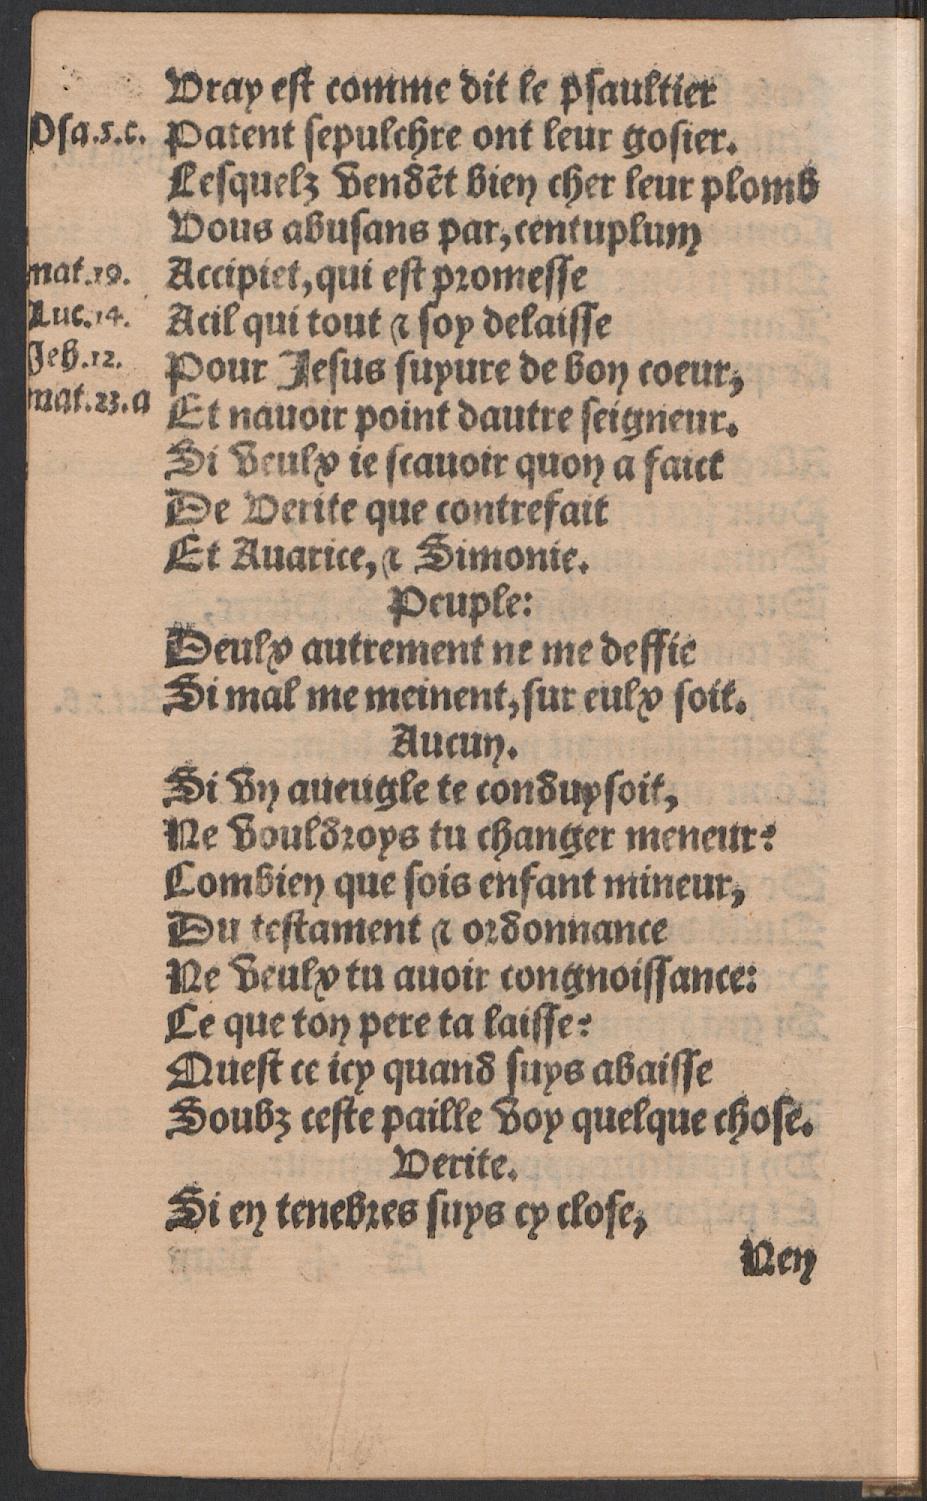 Vray est comme dit le psaultier
Psa.5.c. Patent sepulchre ont leur gosier.
Lesquelz vendẽt bien cher leur plomb
Vous abusans par, centuplum
mat.19. Accipiet, qui est promesse
Luc.14. Acil qui tout & soy delaisse
Jeh.12. Pour Jesus suyure de bon coeur,
mat.23.a Et nauoir point dautre seigneur.
Si veulx ie scauoir quon a faict
De Verite que contrefait
Et Auarice, & Simonie.
Peuple:
Deulx autrement ne me deffie
Si mal me meinent, sur eulx soit.
Aucun.
Si vn aueugle te conduysoit,
Ne vouldroys tu changer meneur?
Combien que sois enfant mineur,
Du testament & ordonnance
Ne veulx tu auoir congnoissance:
Ce que ton pere ta laisse?
Quest ce icy quand suys abaisse
Soubz ceste paille voy quelque chose.
Verite.
Si en tenebres suys cy close,
Nen